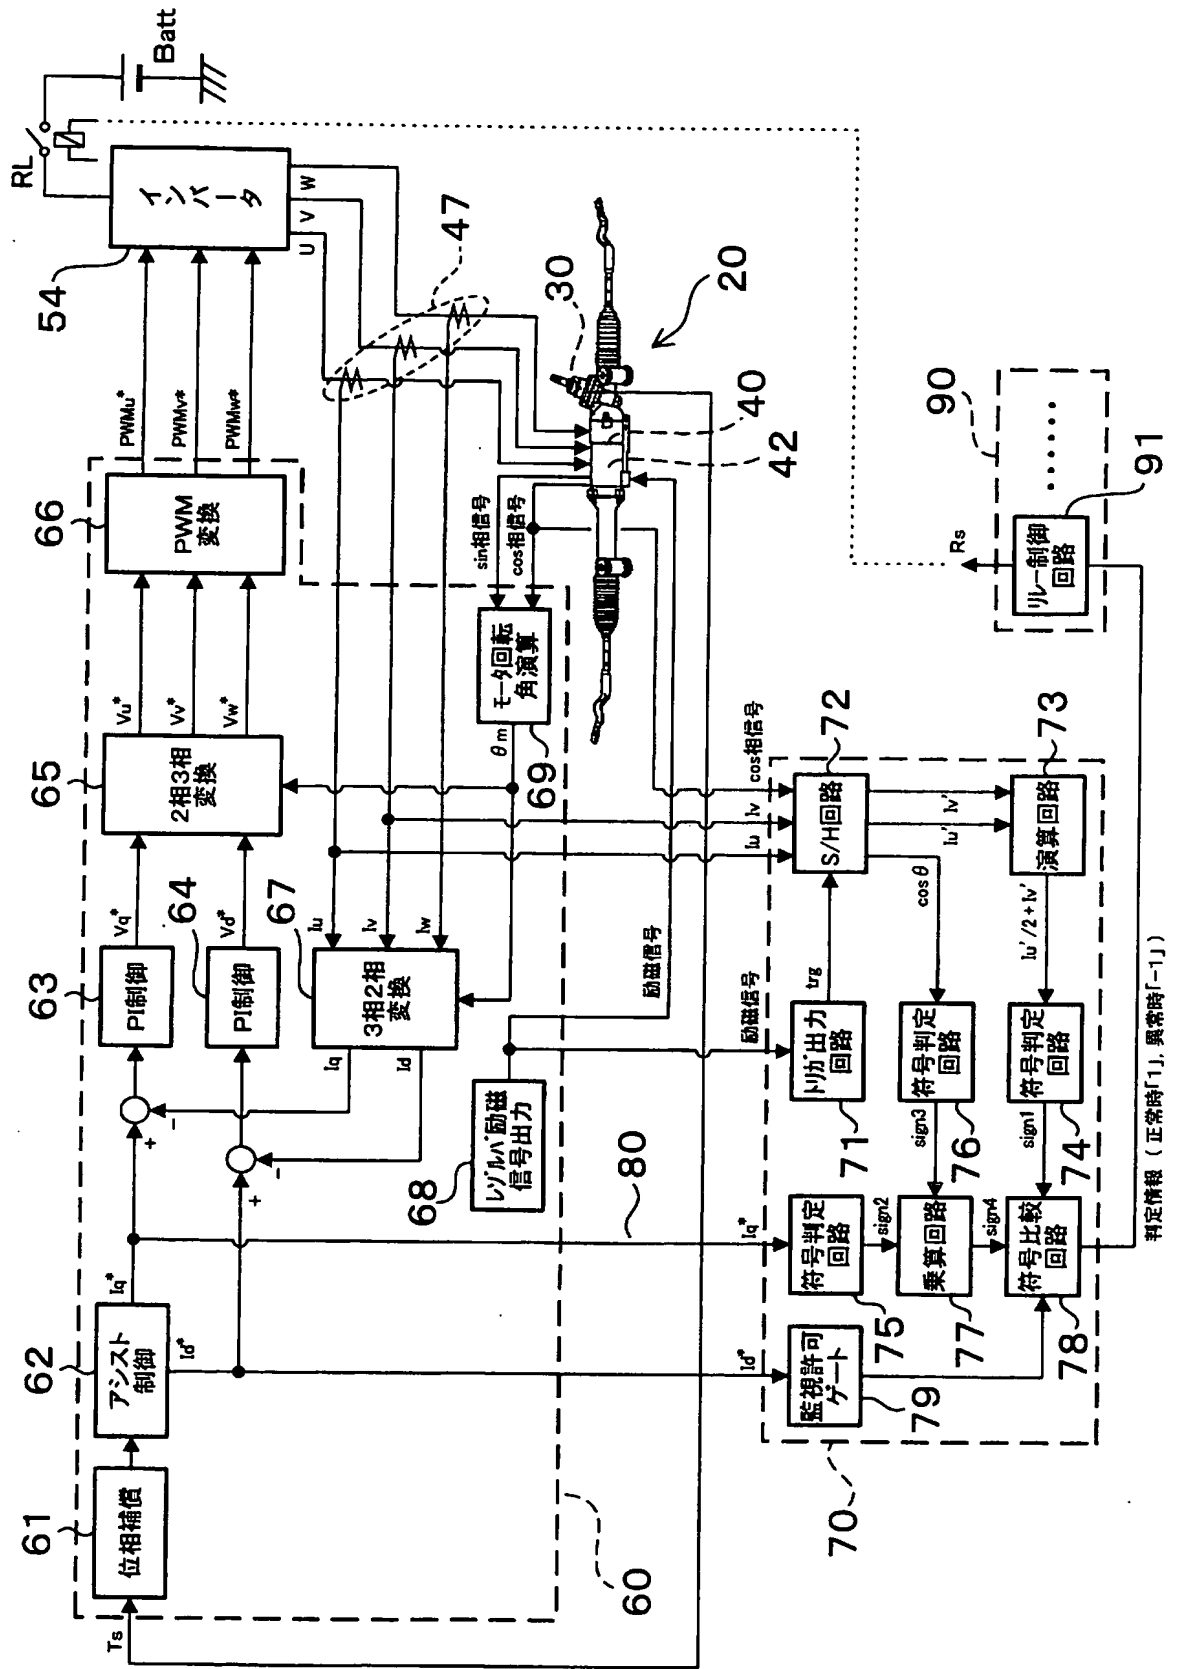 Ts
61
位相補償
62
アシスト
制御
Iq*
Id*
+
−
+
−
63
PI制御
Vq*
64
PI制御
Vd*
65
2相3相
変換
Vu*
Vv*
Vw*
66
PWM
変換
PWMu*
PWMv*
PWMw*
54
インバータ
U
V
W
RL
Batt
47
67
3相2相
変換
Iu
Iv
Iw
Iq
Id
68
レゾルバ励磁
信号出力
69
モータ回転
角演算
θm
sin相信号
cos相信号
30
20
40
42
60
80
励磁信号
励磁信号
Iq*
Id*
Iu
Iv
cos相信号
70
71
トリガ出力
回路
trg
72
S/H回路
Iu'
Iv'
cosθ
73
演算回路
Iu'/2+Iv'
74
符号判定
回路
sign1
75
符号判定
回路
sign2
76
符号判定
回路
sign3
77
乗算回路
sign4
78
符号比較
回路
79
監視許可
ゲート
判定情報（正常時「1」, 異常時「-1」）
90
91
リレー制御
回路
Rs